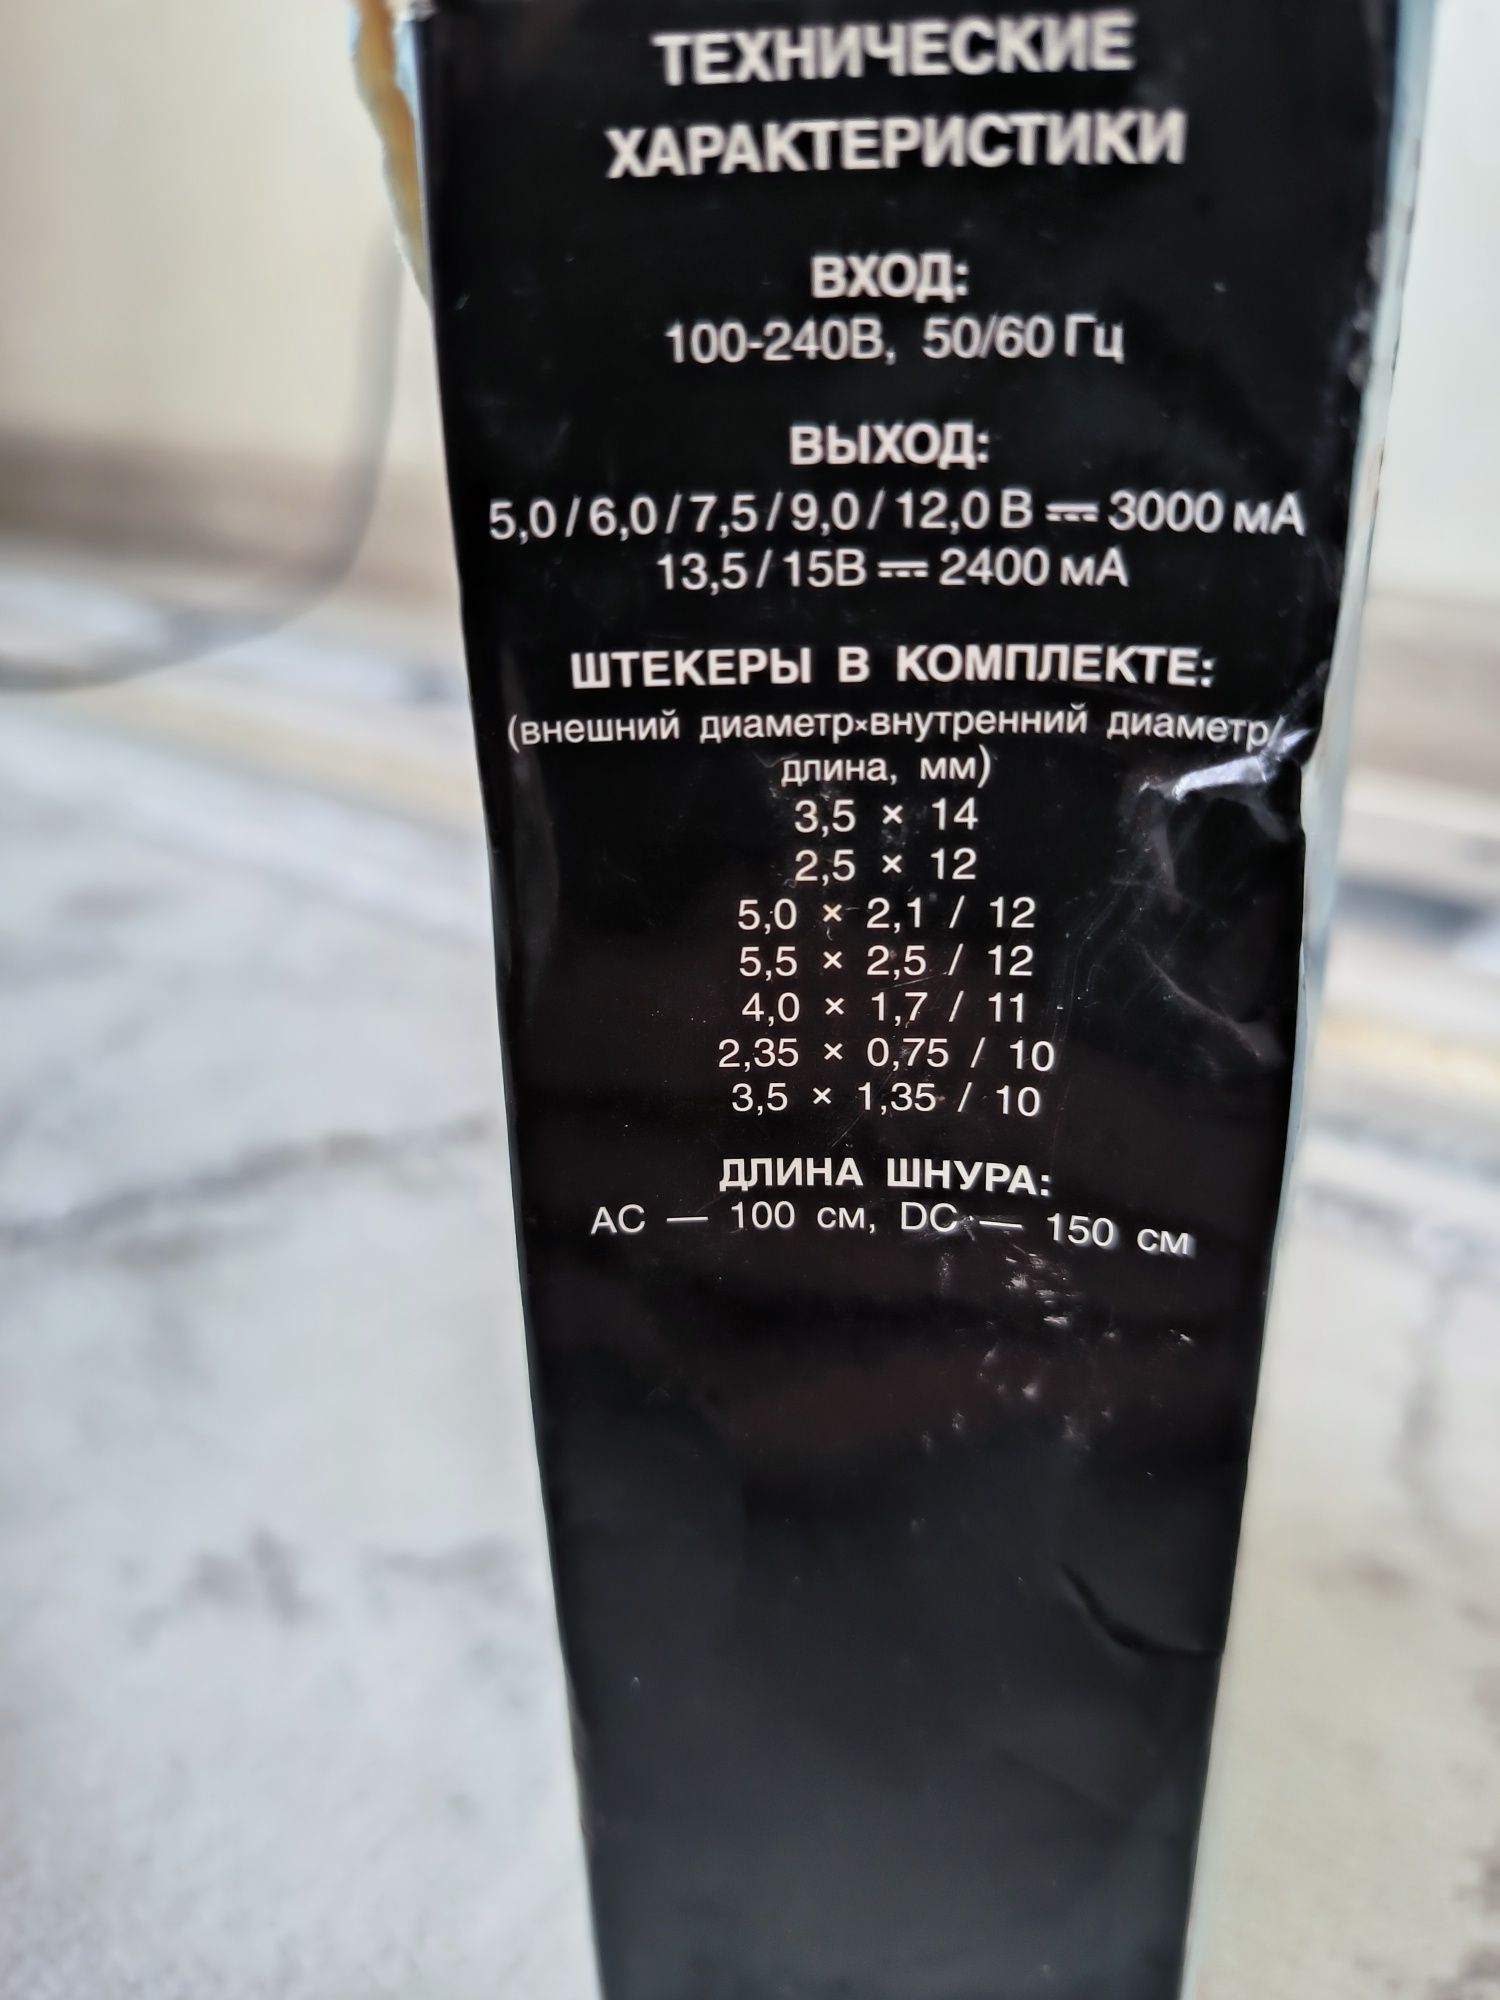 ТЕХНИЧЕСКИЕ
ХАРАКТЕРИСТИКИ
ВХОД:
100-240В, 50/60 Гц
ВЫХОД:
5,0 / 6,0 / 7,5 / 9,0 / 12,0 В ⎓ 3000 мА
13,5 / 15В ⎓ 2400 мА
ШТЕКЕРЫ В КОМПЛЕКТЕ:
(внешний диаметр×внутренний диаметр/
длина, мм)
3,5 × 14
2,5 × 12
5,0 × 2,1 / 12
5,5 × 2,5 / 12
4,0 × 1,7 / 11
2,35 × 0,75 / 10
3,5 × 1,35 / 10
ДЛИНА ШНУРА:
AC — 100 см, DC — 150 см